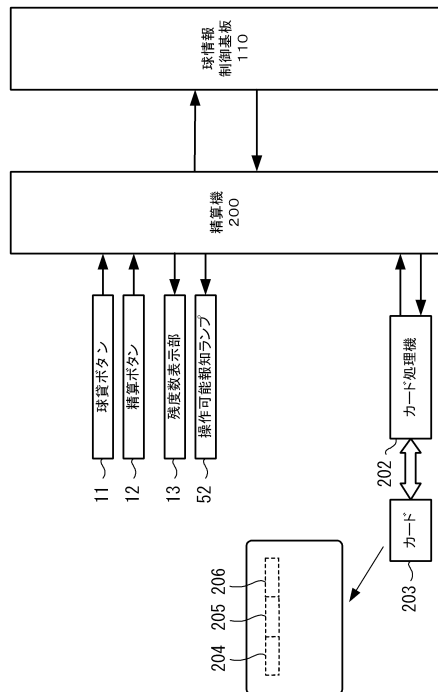 球情報
制御基板
110
精算機
200
球貸ボタン
精算ボタン
残度数表示部
操作可能報知ランプ
11
12
13
52
カード処理機
202
カード
203
204
205
206